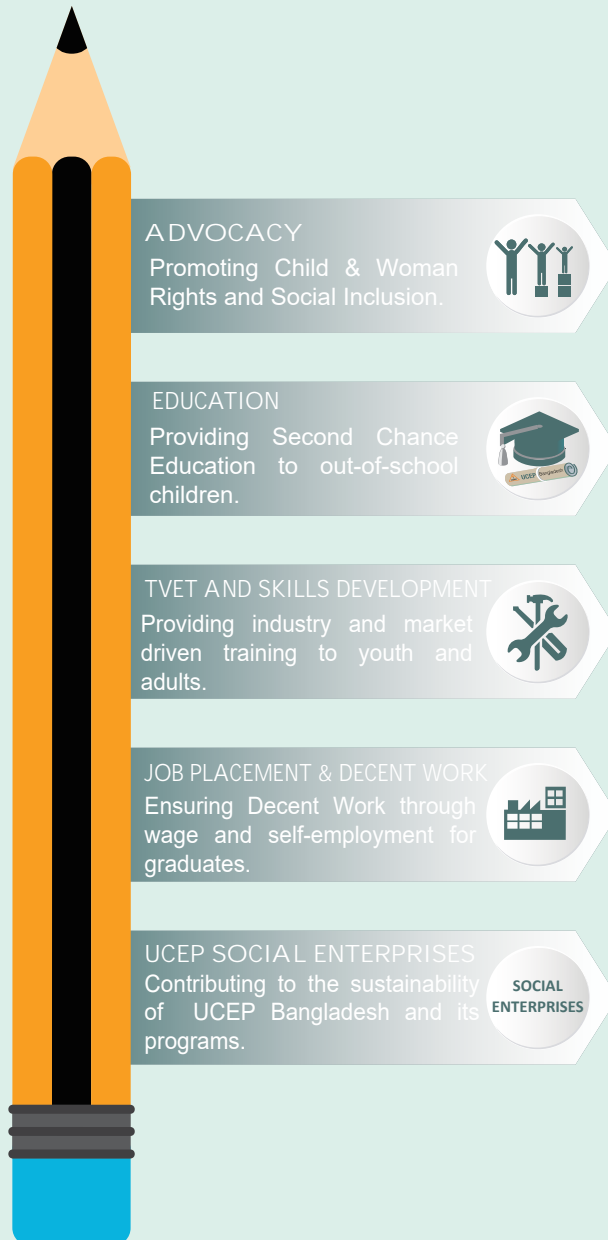 ADVOCACY
Promoting Child & Woman
Rights and Social Inclusion.
EDUCATION
Providing Second Chance
Education to out-of-school
children.
UCEP Bangladesh
TVET AND SKILLS DEVELOPMENT
Providing industry and market
driven training to youth and
adults.
JOB PLACEMENT & DECENT WORK
Ensuring Decent Work through
wage and self-employment for
graduates.
UCEP SOCIAL ENTERPRISES
Contributing to the sustainability
of UCEP Bangladesh and its
programs.
SOCIAL
ENTERPRISES